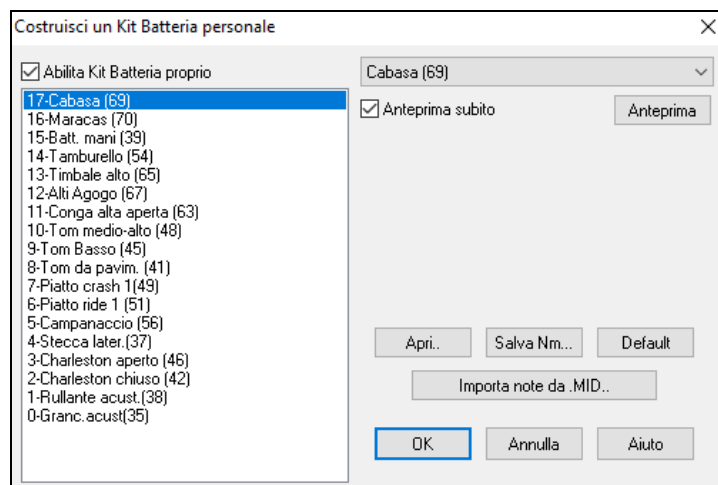 Costruisci un Kit Batteria personale
Abilita Kit Batteria proprio
17-Cabasa (69)
16-Maracas (70)
15-Batt. mani (39)
14-Tamburello (54)
13-Timbale alto (65)
12-Alti Agogo (67)
11-Conga alta aperta (63)
10-Tom medio-alto (48)
9-Tom Basso (45)
8-Tom da pavim. (41)
7-Piatto crash 1(49)
6-Piatto ride 1 (51)
5-Campanaccio (56)
4-Stecca later.(37)
3-Charleston aperto (46)
2-Charleston chiuso (42)
1-Rullante acust.(38)
0-Granc.acust(35)
Cabasa (69)
Anteprima subito
Anteprima
Apri..
Salva Nm...
Default
Importa note da .MID..
OK
Annulla
Aiuto